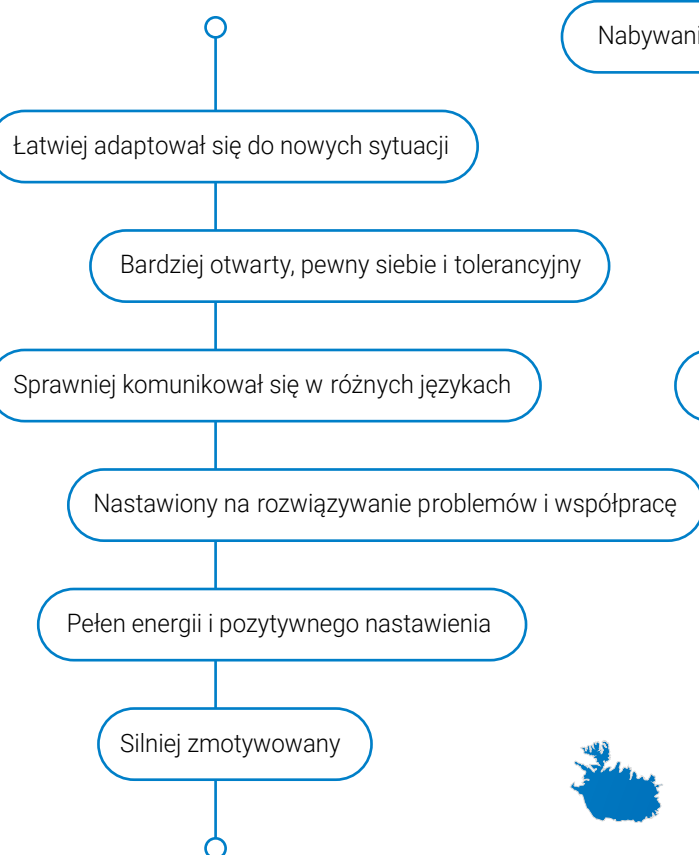 Łatwiej adaptował się do nowych sytuacji
Bardziej otwarty, pewny siebie i tolerancyjny
Sprawniej komunikował się w różnych językach
Nastawiony na rozwiązywanie problemów i współpracę
Pełen energii i pozytywnego nastawienia
Silniej zmotywowany